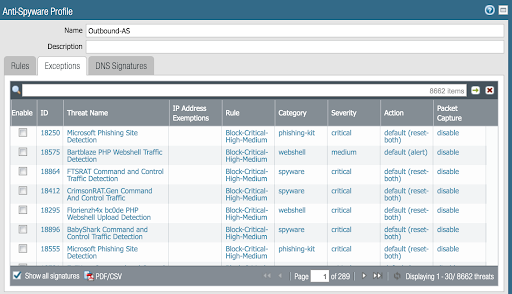 Anti-Spyware Profile
Name Outbound-AS
Description
Rules Exceptions DNS Signatures
8662 items
Enable ID Threat Name IP Address Exemptions Rule Category Severity Action Packet Capture
18250 Microsoft Phishing Site Detection Block-Critical-High-Medium phishing-kit critical default (reset-both) disable
18575 Bartblaze PHP Webshell Traffic Detection Block-Critical-High-Medium webshell medium default (alert) disable
18864 FTSRAT Command and Control Traffic Detection Block-Critical-High-Medium spyware critical default (reset-both) disable
18412 CrimsonRAT.Gen Command And Control Traffic Block-Critical-High-Medium spyware critical default (reset-both) disable
18295 Florienzh4x bc0de PHP Webshell Upload Detection Block-Critical-High-Medium webshell critical default (reset-both) disable
18896 BabyShark Command and Control Traffic Detection Block-Critical-High-Medium spyware critical default (reset-both) disable
18555 Microsoft Phishing Site Detection Block-Critical-High-Medium phishing-kit critical default (reset-both) disable
Show all signatures PDF/CSV Page 1 of 289 Displaying 1 - 30/ 8662 threats